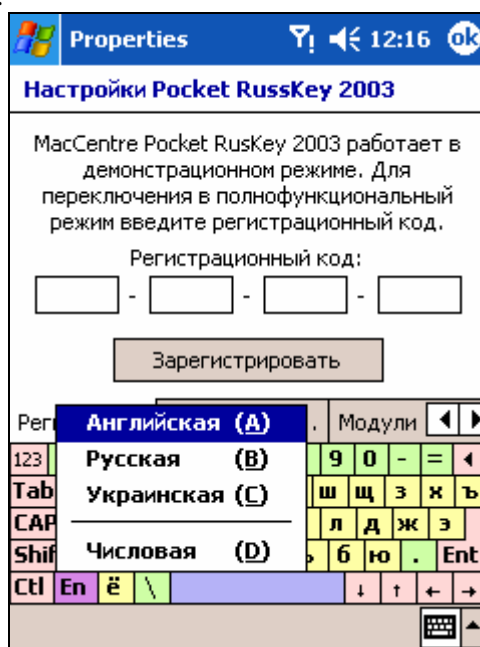 Properties 12:16 ok
Настройки Pocket RussKey 2003
MacCentre Pocket RusKey 2003 работает в
демонстрационном режиме. Для
переключения в полнофункциональный
режим введите регистрационный код.
Регистрационный код:
- - -
Зарегистрировать
Рег . Модули
Английская (A)
Русская (B)
Украинская (C)
Числовая (D)
123 9 0 - =
Tab ш щ з х ъ
CAP л д ж э
Shif б ю . Ent
Ctl En ё \ ↓ ↑ ← →